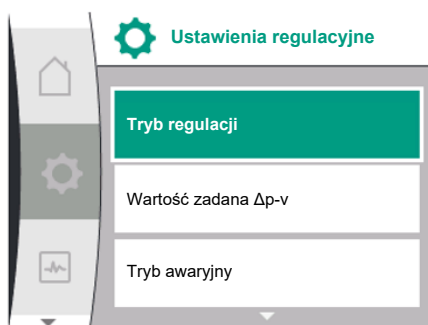 Ustawienia regulacyjne
Tryb regulacji
Wartość zadana Δp-v
Tryb awaryjny